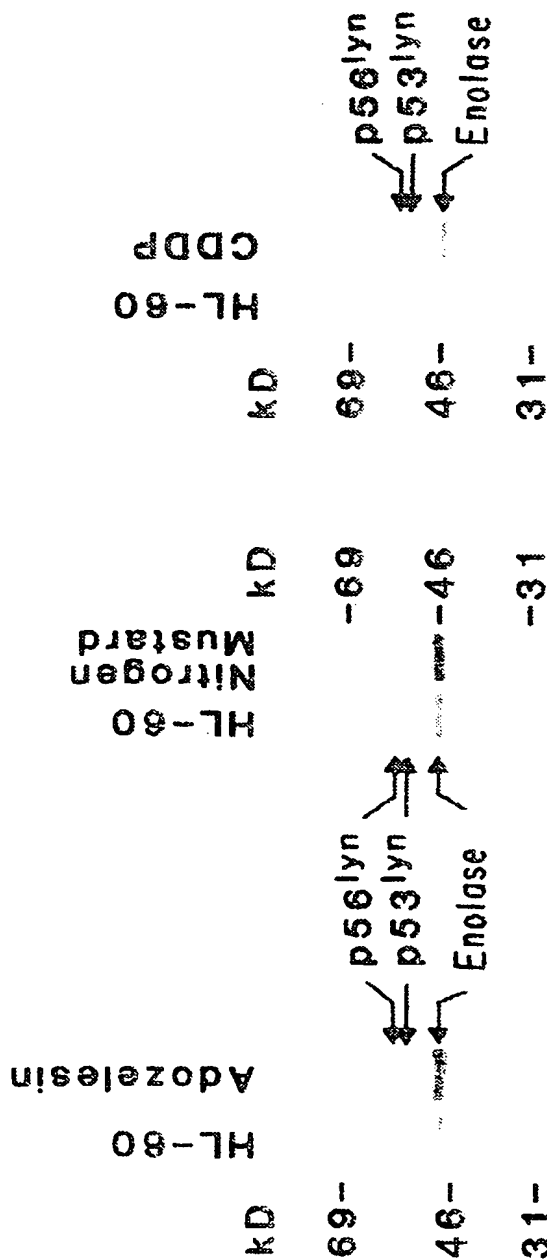 HL-60
Adozelesin
kD
69-
46-
31-
p56lyn
p53lyn
Enolase
HL-60
Nitrogen
Mustard
kD
-69
-46
-31
HL-60
CDDP
kD
69-
46-
31-
p56lyn
p53lyn
Enolase